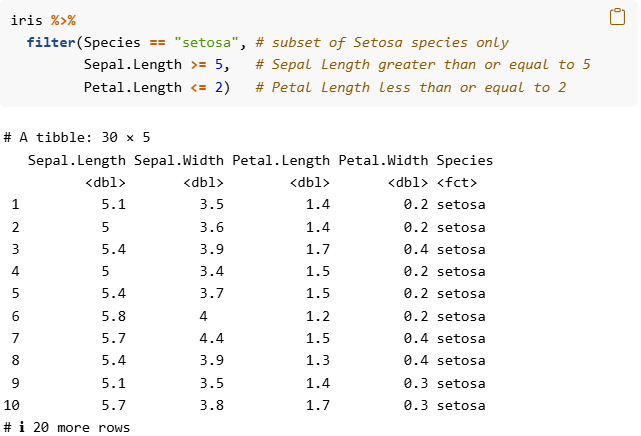 iris %>%
  filter(Species == "setosa", # subset of Setosa species only
         Sepal.Length >= 5,   # Sepal Length greater than or equal to 5
         Petal.Length <= 2)   # Petal Length less than or equal to 2
# A tibble: 30 × 5
   Sepal.Length Sepal.Width Petal.Length Petal.Width Species
          <dbl>       <dbl>        <dbl>       <dbl> <fct>
 1          5.1         3.5          1.4         0.2 setosa
 2          5           3.6          1.4         0.2 setosa
 3          5.4         3.9          1.7         0.4 setosa
 4          5           3.4          1.5         0.2 setosa
 5          5.4         3.7          1.5         0.2 setosa
 6          5.8         4            1.2         0.2 setosa
 7          5.7         4.4          1.5         0.4 setosa
 8          5.4         3.9          1.3         0.4 setosa
 9          5.1         3.5          1.4         0.3 setosa
10          5.7         3.8          1.7         0.3 setosa
# ℹ 20 more rows